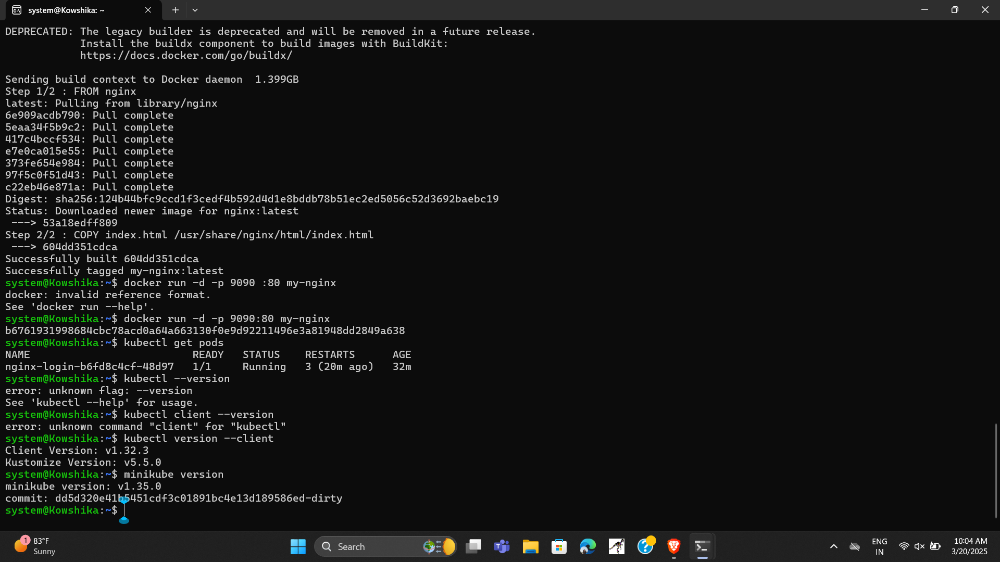 system@Kowshika: ~
DEPRECATED: The legacy builder is deprecated and will be removed in a future release.
            Install the buildx component to build images with BuildKit:
            https://docs.docker.com/go/buildx/
Sending build context to Docker daemon  1.399GB
Step 1/2 : FROM nginx
latest: Pulling from library/nginx
6e909acdb790: Pull complete
5eaa34f5b9c2: Pull complete
417c4bccf534: Pull complete
e7e0ca015e55: Pull complete
373fe654e984: Pull complete
97f5c0f51d43: Pull complete
c22eb46e871a: Pull complete
Digest: sha256:124b44bfc9ccd1f3cedf4b592d4d1e8bddb78b51ec2ed5056c52d3692baebc19
Status: Downloaded newer image for nginx:latest
 ---> 53a18edff809
Step 2/2 : COPY index.html /usr/share/nginx/html/index.html
 ---> 604dd351cdca
Successfully built 604dd351cdca
Successfully tagged my-nginx:latest
system@Kowshika:~$ docker run -d -p 9090 :80 my-nginx
docker: invalid reference format.
See 'docker run --help'.
system@Kowshika:~$ docker run -d -p 9090:80 my-nginx
b6761931998684cbc78acd0a64a663130f0e9d92211496e3a81948dd2849a638
system@Kowshika:~$ kubectl get pods
NAME                          READY   STATUS    RESTARTS      AGE
nginx-login-b6fd8c4cf-48d97   1/1     Running   3 (20m ago)   32m
system@Kowshika:~$ kubectl --version
error: unknown flag: --version
See 'kubectl --help' for usage.
system@Kowshika:~$ kubectl client --version
error: unknown command "client" for "kubectl"
system@Kowshika:~$ kubectl version --client
Client Version: v1.32.3
Kustomize Version: v5.5.0
system@Kowshika:~$ minikube version
minikube version: v1.35.0
commit: dd5d320e41b5451cdf3c01891bc4e13d189586ed-dirty
system@Kowshika:~$
1
83°F
Sunny
Search
ENG
IN
10:04 AM
3/20/2025